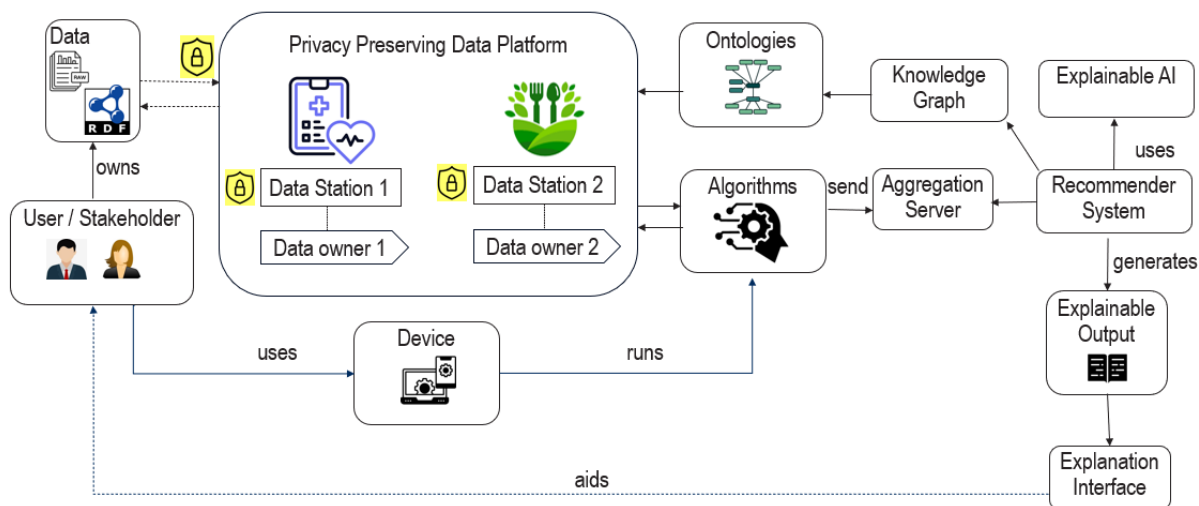 Data
RAW
RDF
owns
User / Stakeholder
Privacy Preserving Data Platform
Data Station 1
Data owner 1
Data Station 2
Data owner 2
Ontologies
Knowledge
Graph
Explainable AI
uses
Algorithms
send
Aggregation
Server
Recommender
System
generates
Explainable
Output
Explanation
Interface
uses
Device
runs
aids